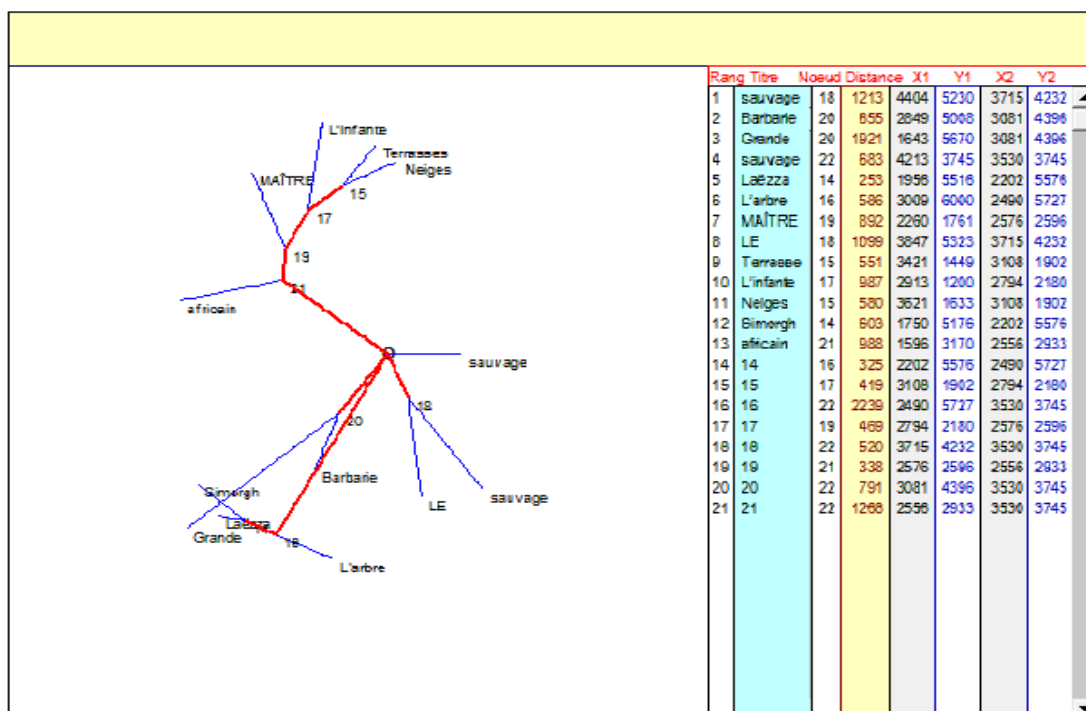 Rang Titre Noeud Distance X1 Y1 X2 Y2
1 sauvage 18 1213 4404 5230 3715 4232
2 Barbarie 20 655 2849 5008 3081 4396
3 Grande 20 1921 1643 5670 3081 4396
4 sauvage 22 683 4213 3745 3530 3745
5 Laëzza 14 253 1956 5516 2202 5576
6 L'arbre 16 586 3009 6000 2490 5727
7 MAÎTRE 19 892 2260 1761 2576 2596
8 LE 18 1099 3847 5323 3715 4232
9 Terrasse 15 551 3421 1449 3108 1902
10 L'infante 17 987 2913 1200 2794 2180
11 Neiges 15 580 3621 1633 3108 1902
12 Simorgh 14 603 1750 5176 2202 5576
13 africain 21 988 1596 3170 2556 2933
14 14 16 325 2202 5576 2490 5727
15 15 17 419 3108 1902 2794 2180
16 16 22 2239 2490 5727 3530 3745
17 17 19 469 2794 2180 2576 2596
18 18 22 520 3715 4232 3530 3745
19 19 21 338 2576 2596 2556 2933
20 20 22 791 3081 4396 3530 3745
21 21 22 1268 2556 2933 3530 3745
L'infante
Terrasses
Neiges
MAÎTRE
15
17
19
21
africain
sauvage
18
20
Barbarie
Simorgh
sauvage
LE
Laëzza
Grande
16
L'arbre